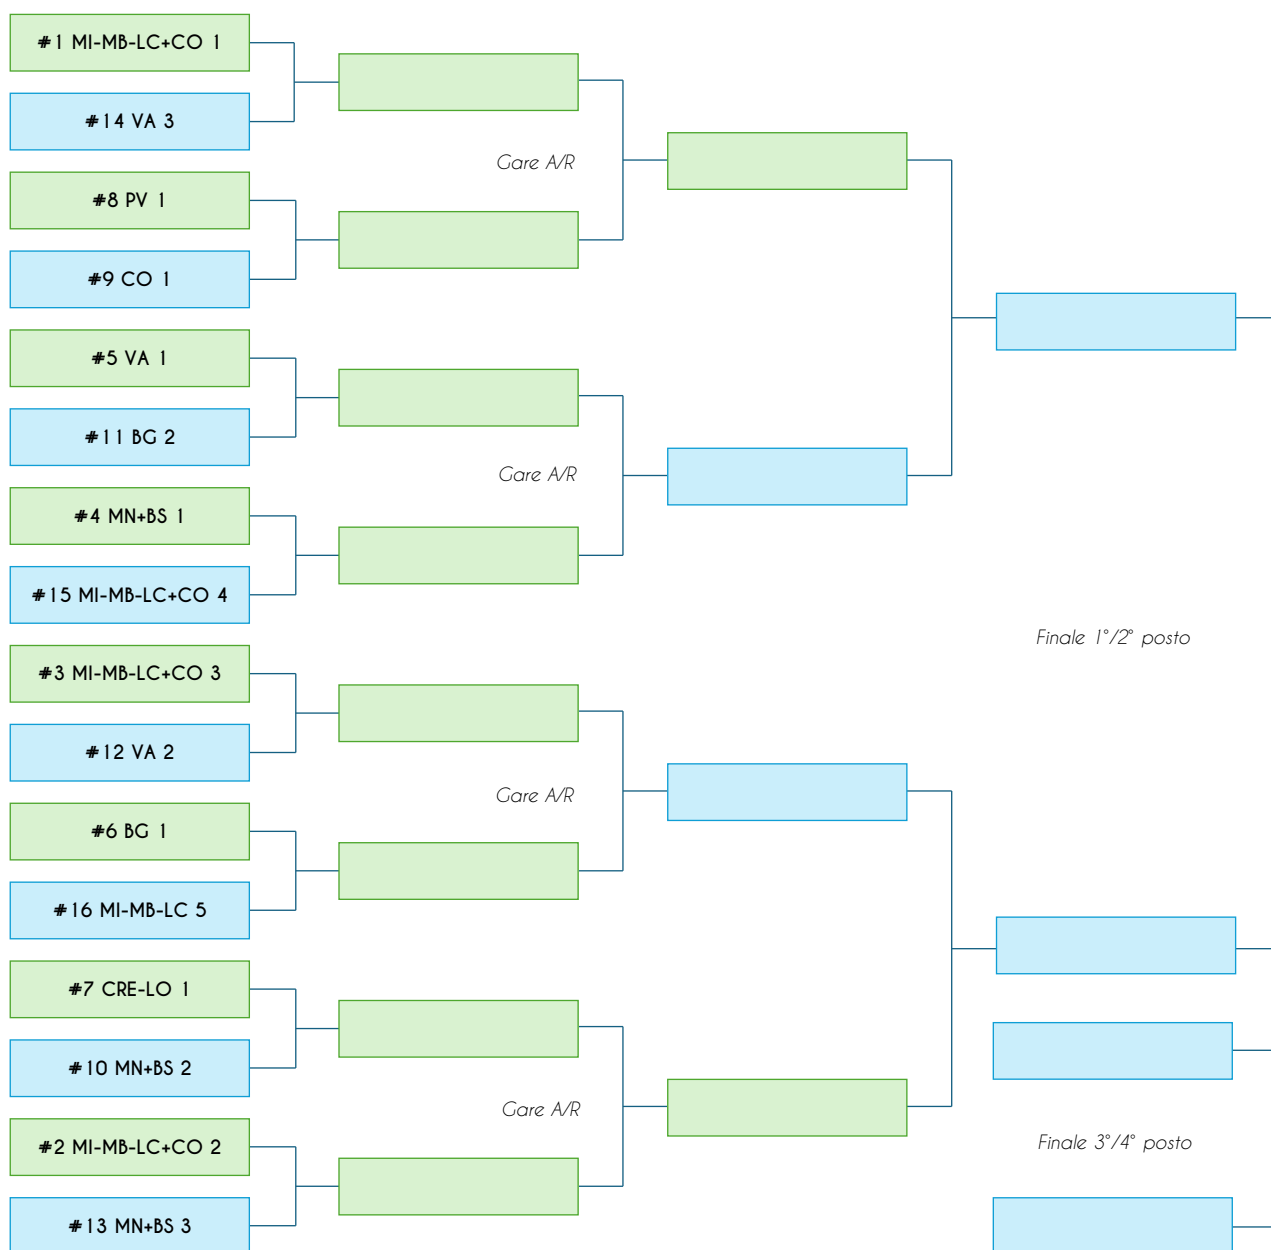 #1 MI-MB-LC+CO 1
#14 VA 3
Gare A/R
#8 PV 1
#9 CO 1
#5 VA 1
#11 BG 2
Gare A/R
#4 MN+BS 1
#15 MI-MB-LC+CO 4
Finale 1°/2° posto
#3 MI-MB-LC+CO 3
#12 VA 2
Gare A/R
#6 BG 1
#16 MI-MB-LC 5
#7 CRE-LO 1
#10 MN+BS 2
Gare A/R
#2 MI-MB-LC+CO 2
Finale 3°/4° posto
#13 MN+BS 3